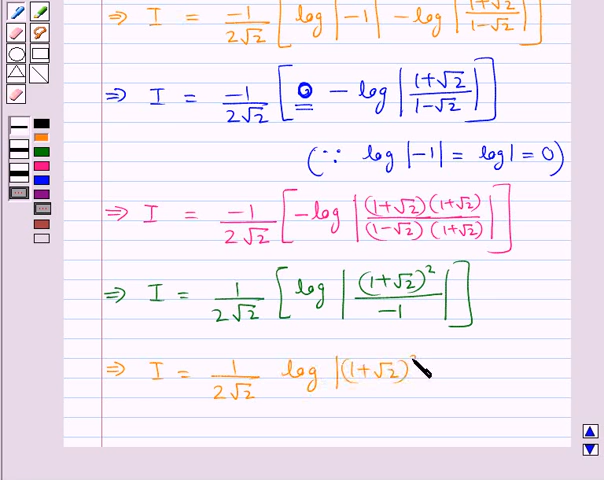 ⇒ I = -1/2√2 [ log |-1| - log | 1+√2/1-√2 | ]
⇒ I = -1/2√2 [ 0 - log | 1+√2/1-√2 | ]
(∵ log |-1| = log 1 = 0)
⇒ I = -1/2√2 [ -log | (1+√2)(1+√2)/(1-√2)(1+√2) | ]
⇒ I = 1/2√2 [ log | (1+√2)²/-1 | ]
⇒ I = 1/2√2 log |(1+√2)²